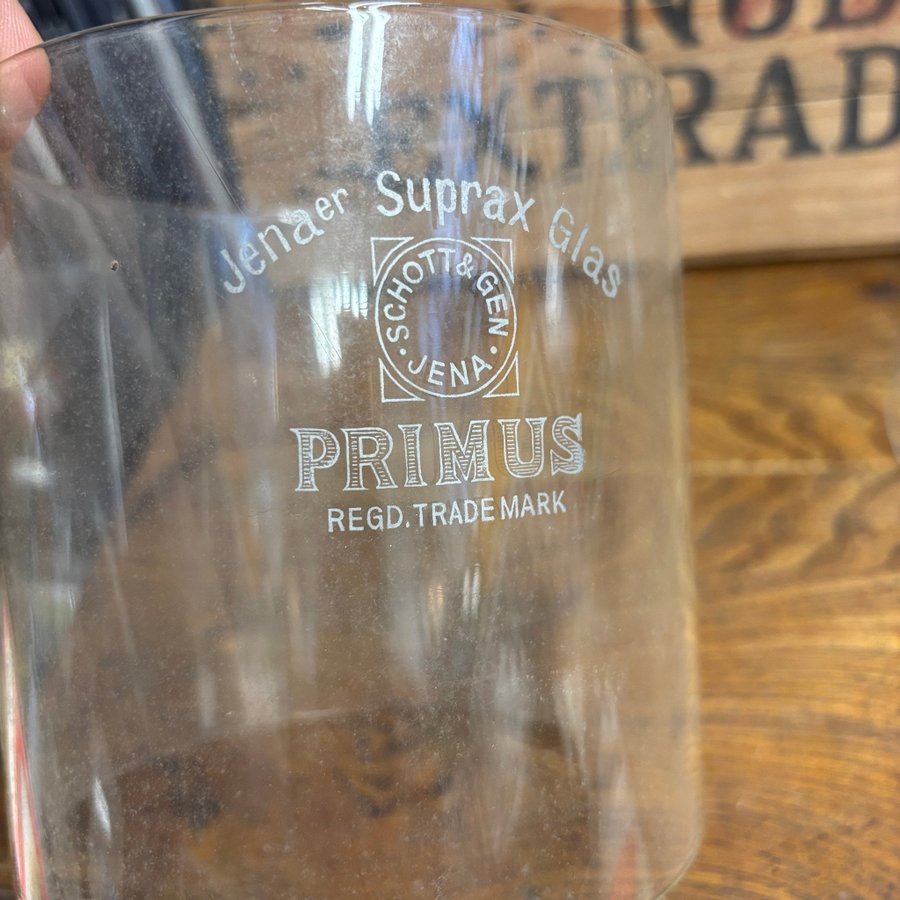 Jenaer Suprax Glas
SCHOTT & GEN
· JENA ·
PRIMUS
REGD. TRADE MARK